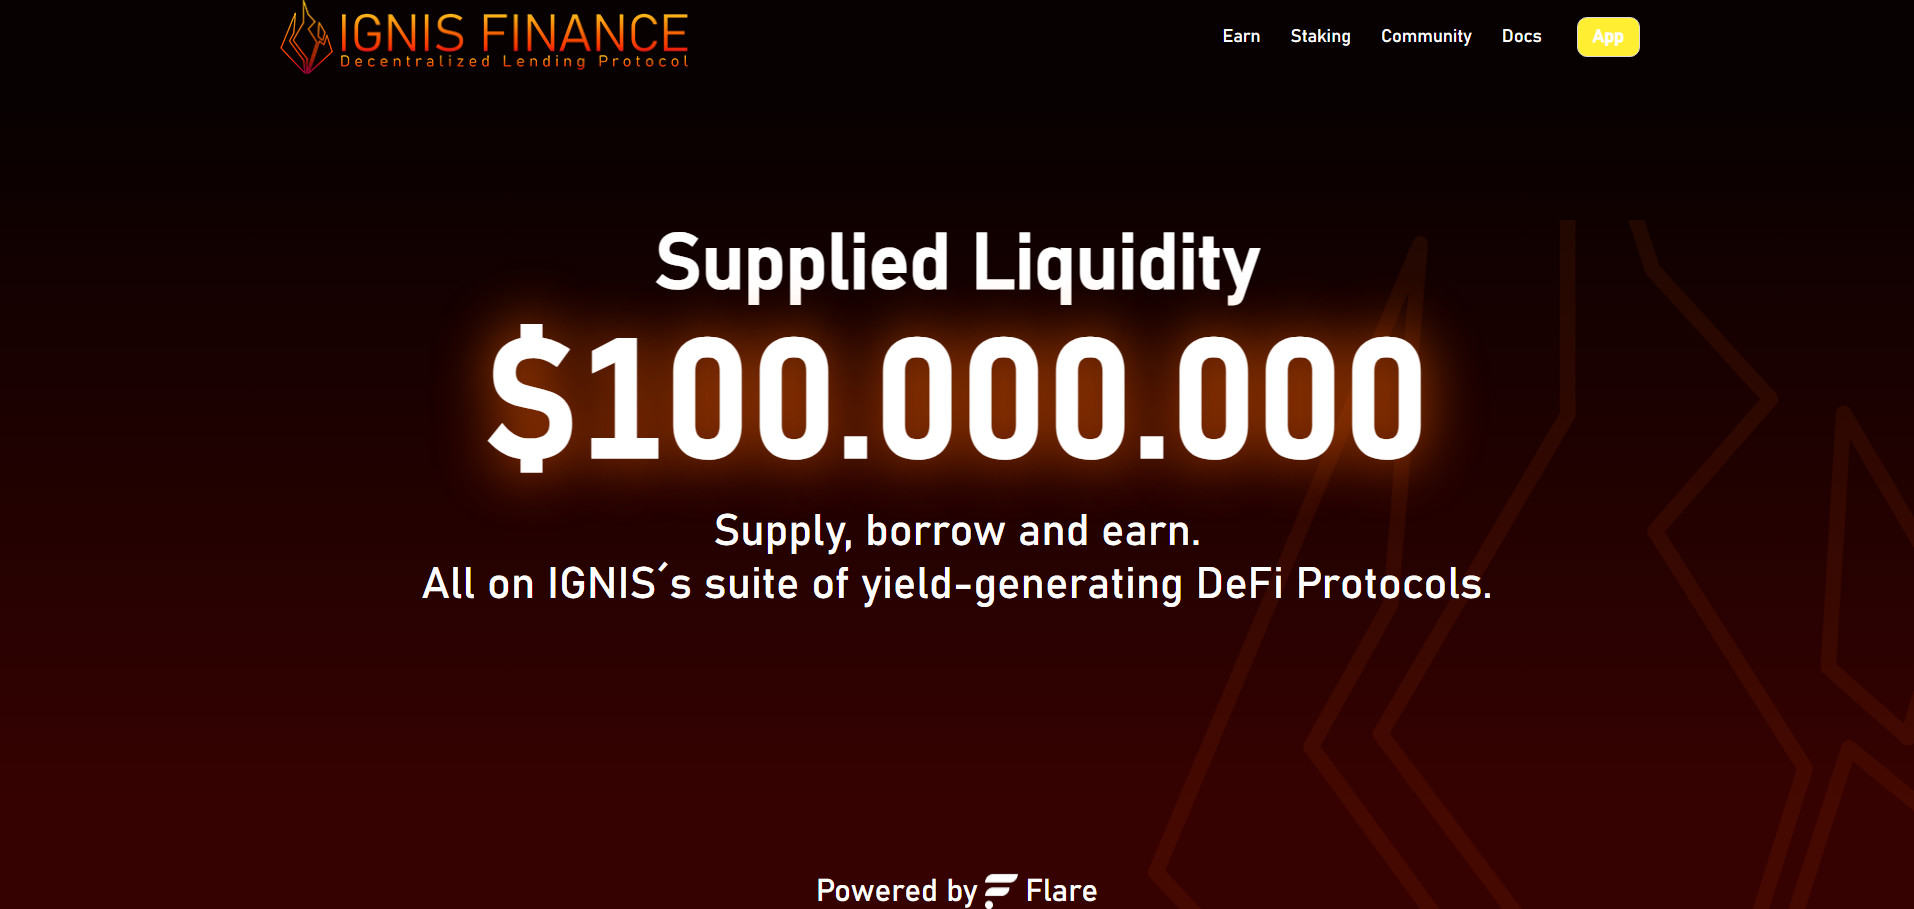 IGNIS FINANCE
Decentralized Lending Protocol
Earn Staking Community Docs App
Supplied Liquidity
$100.000.000
Supply, borrow and earn.
All on IGNIS´s suite of yield-generating DeFi Protocols.
Powered by Flare